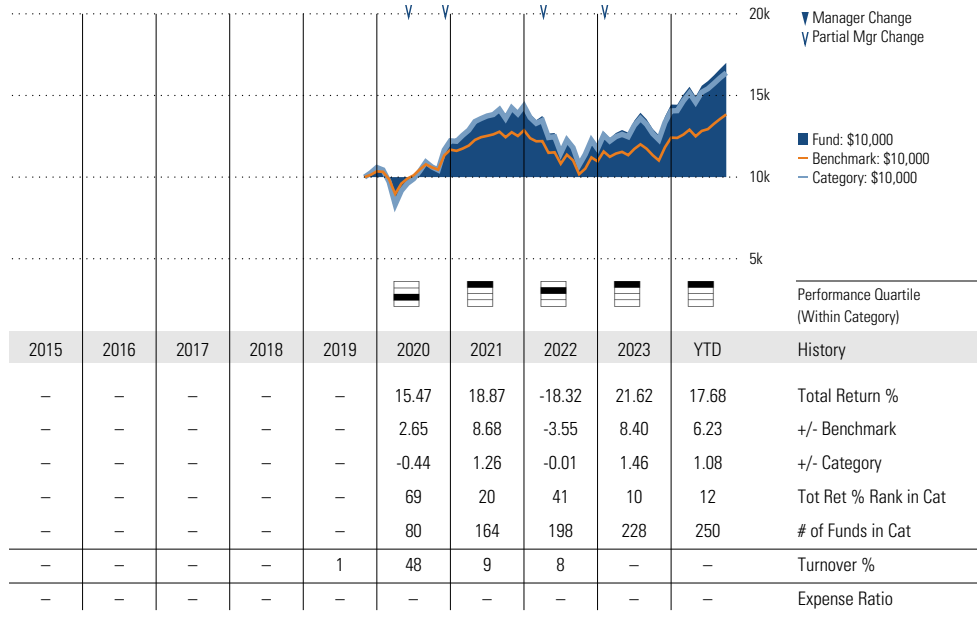 20k
Manager Change
Partial Mgr Change
15k
Fund: $10,000
Benchmark: $10,000
Category: $10,000
10k
5k
Performance Quartile
(Within Category)
2015 2016 2017 2018 2019 2020 2021 2022 2023 YTD History
– – – – – 15.47 18.87 -18.32 21.62 17.68 Total Return %
– – – – – 2.65 8.68 -3.55 8.40 6.23 +/- Benchmark
– – – – – -0.44 1.26 -0.01 1.46 1.08 +/- Category
– – – – – 69 20 41 10 12 Tot Ret % Rank in Cat
– – – – – 80 164 198 228 250 # of Funds in Cat
– – – – 1 48 9 8 – – Turnover %
– – – – – – – – – – Expense Ratio